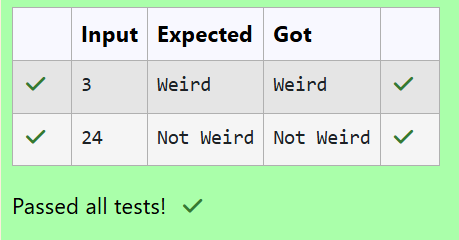 Input Expected Got
3 Weird Weird
24 Not Weird Not Weird
Passed all tests!